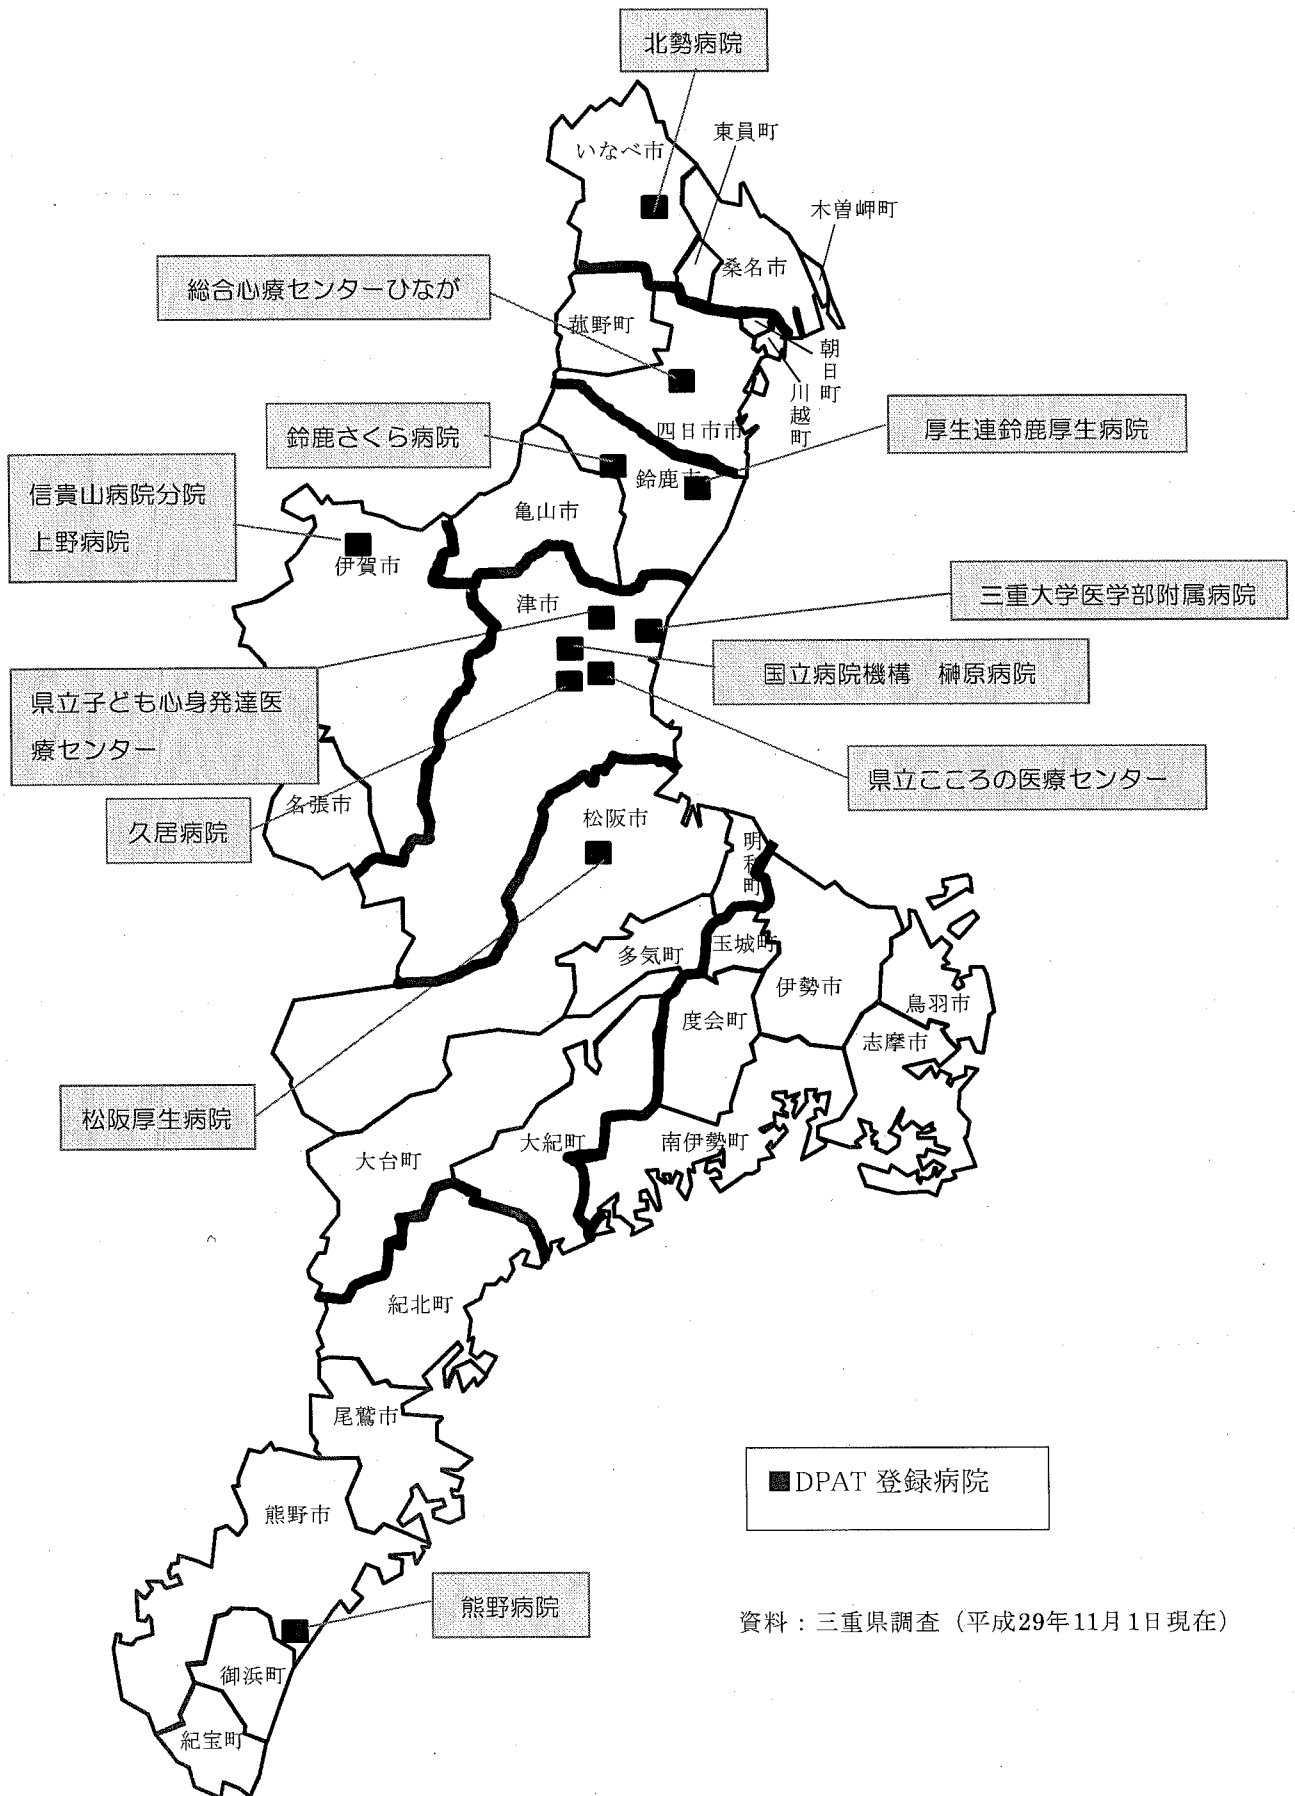 北勢病院
東員町
いなべ市
木曽岬町
桑名市
総合心療センターひなが
菰野町
朝日町
川越町
四日市市
鈴鹿さくら病院
厚生連鈴鹿厚生病院
鈴鹿市
信貴山病院分院
上野病院
亀山市
伊賀市
三重大学医学部附属病院
津市
国立病院機構 榊原病院
県立子ども心身発達医
療センター
県立こころの医療センター
名張市
久居病院
松阪市
明和町
多気町
玉城町
伊勢市
鳥羽市
度会町
志摩市
松阪厚生病院
大台町
大紀町
南伊勢町
紀北町
尾鷲市
■DPAT 登録病院
熊野市
熊野病院
資料：三重県調査（平成29年11月1日現在）
御浜町
紀宝町